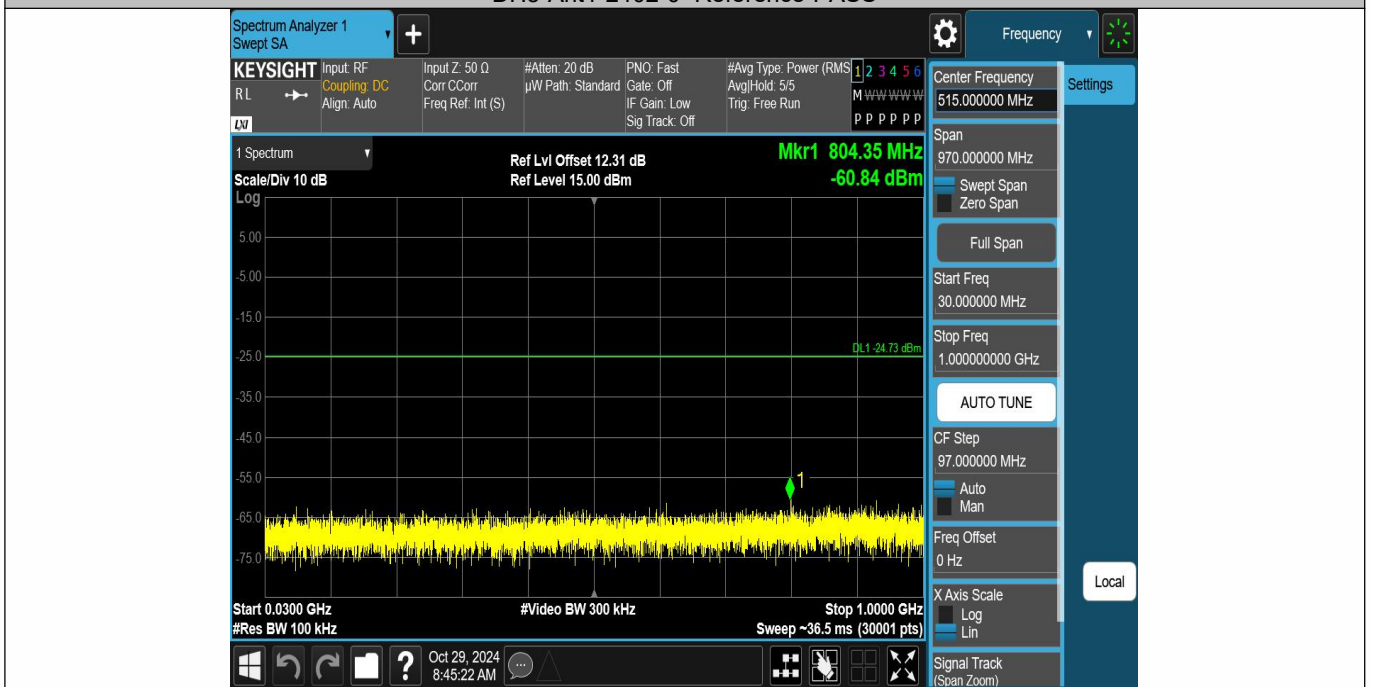 Spectrum Analyzer 1
Swept SA
Frequency
KEYSIGHT
RL
LXI
Input: RF
Coupling: DC
Align: Auto
Input Z: 50 Ω
Corr CCorr
Freq Ref: Int (S)
#Atten: 20 dB
µW Path: Standard
PNO: Fast
Gate: Off
IF Gain: Low
Sig Track: Off
#Avg Type: Power (RMS
Avg|Hold: 5/5
Trig: Free Run
1 2 3 4 5 6
M W W W W W
P P P P P P
1 Spectrum
Scale/Div 10 dB
Log
Ref Lvl Offset 12.31 dB
Ref Level 15.00 dBm
Mkr1 804.35 MHz
-60.84 dBm
5.00
-5.00
-15.0
-25.0
DL1 -24.73 dBm
-35.0
-45.0
-55.0
1
-65.0
-75.0
Start 0.0300 GHz
#Res BW 100 kHz
#Video BW 300 kHz
Stop 1.0000 GHz
Sweep ~36.5 ms (30001 pts)
Center Frequency
515.000000 MHz
Settings
Span
970.000000 MHz
Swept Span
Zero Span
Full Span
Start Freq
30.000000 MHz
Stop Freq
1.000000000 GHz
AUTO TUNE
CF Step
97.000000 MHz
Auto
Man
Freq Offset
0 Hz
X Axis Scale
Log
Lin
Signal Track
(Span Zoom)
Local
?
Oct 29, 2024
8:45:22 AM